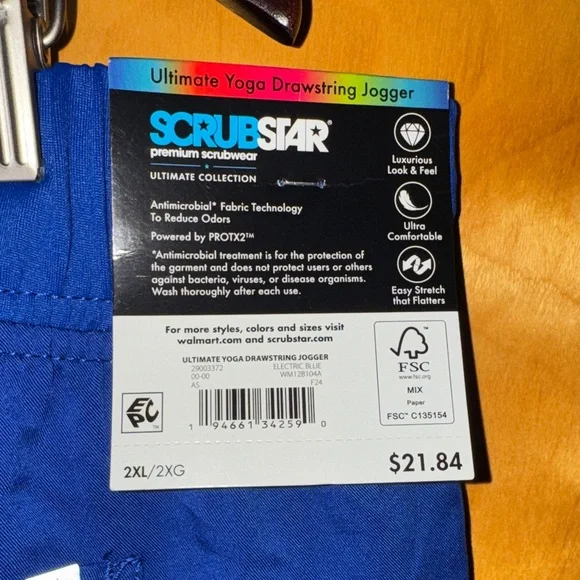 Ultimate Yoga Drawstring Jogger
SCRUBSTAR®
premium scrubwear
ULTIMATE COLLECTION
Antimicrobial* Fabric Technology
To Reduce Odors
Powered by PROTX2™
*Antimicrobial treatment is for the protection of
the garment and does not protect users or others
against bacteria, viruses, or disease organisms.
Wash thoroughly after each use.
Luxurious
Look & Feel
Ultra
Comfortable
Easy Stretch
that Flatters
For more styles, colors and sizes visit
walmart.com and scrubstar.com
ULTIMATE YOGA DRAWSTRING JOGGER
29003372 ELECTRIC BLUE
00-00 WM12B104A
AS F24
EPC™
1 94661 34259 0
FSC
www.fsc.org
MIX
Paper
FSC™ C135154
2XL/2XG
$21.84